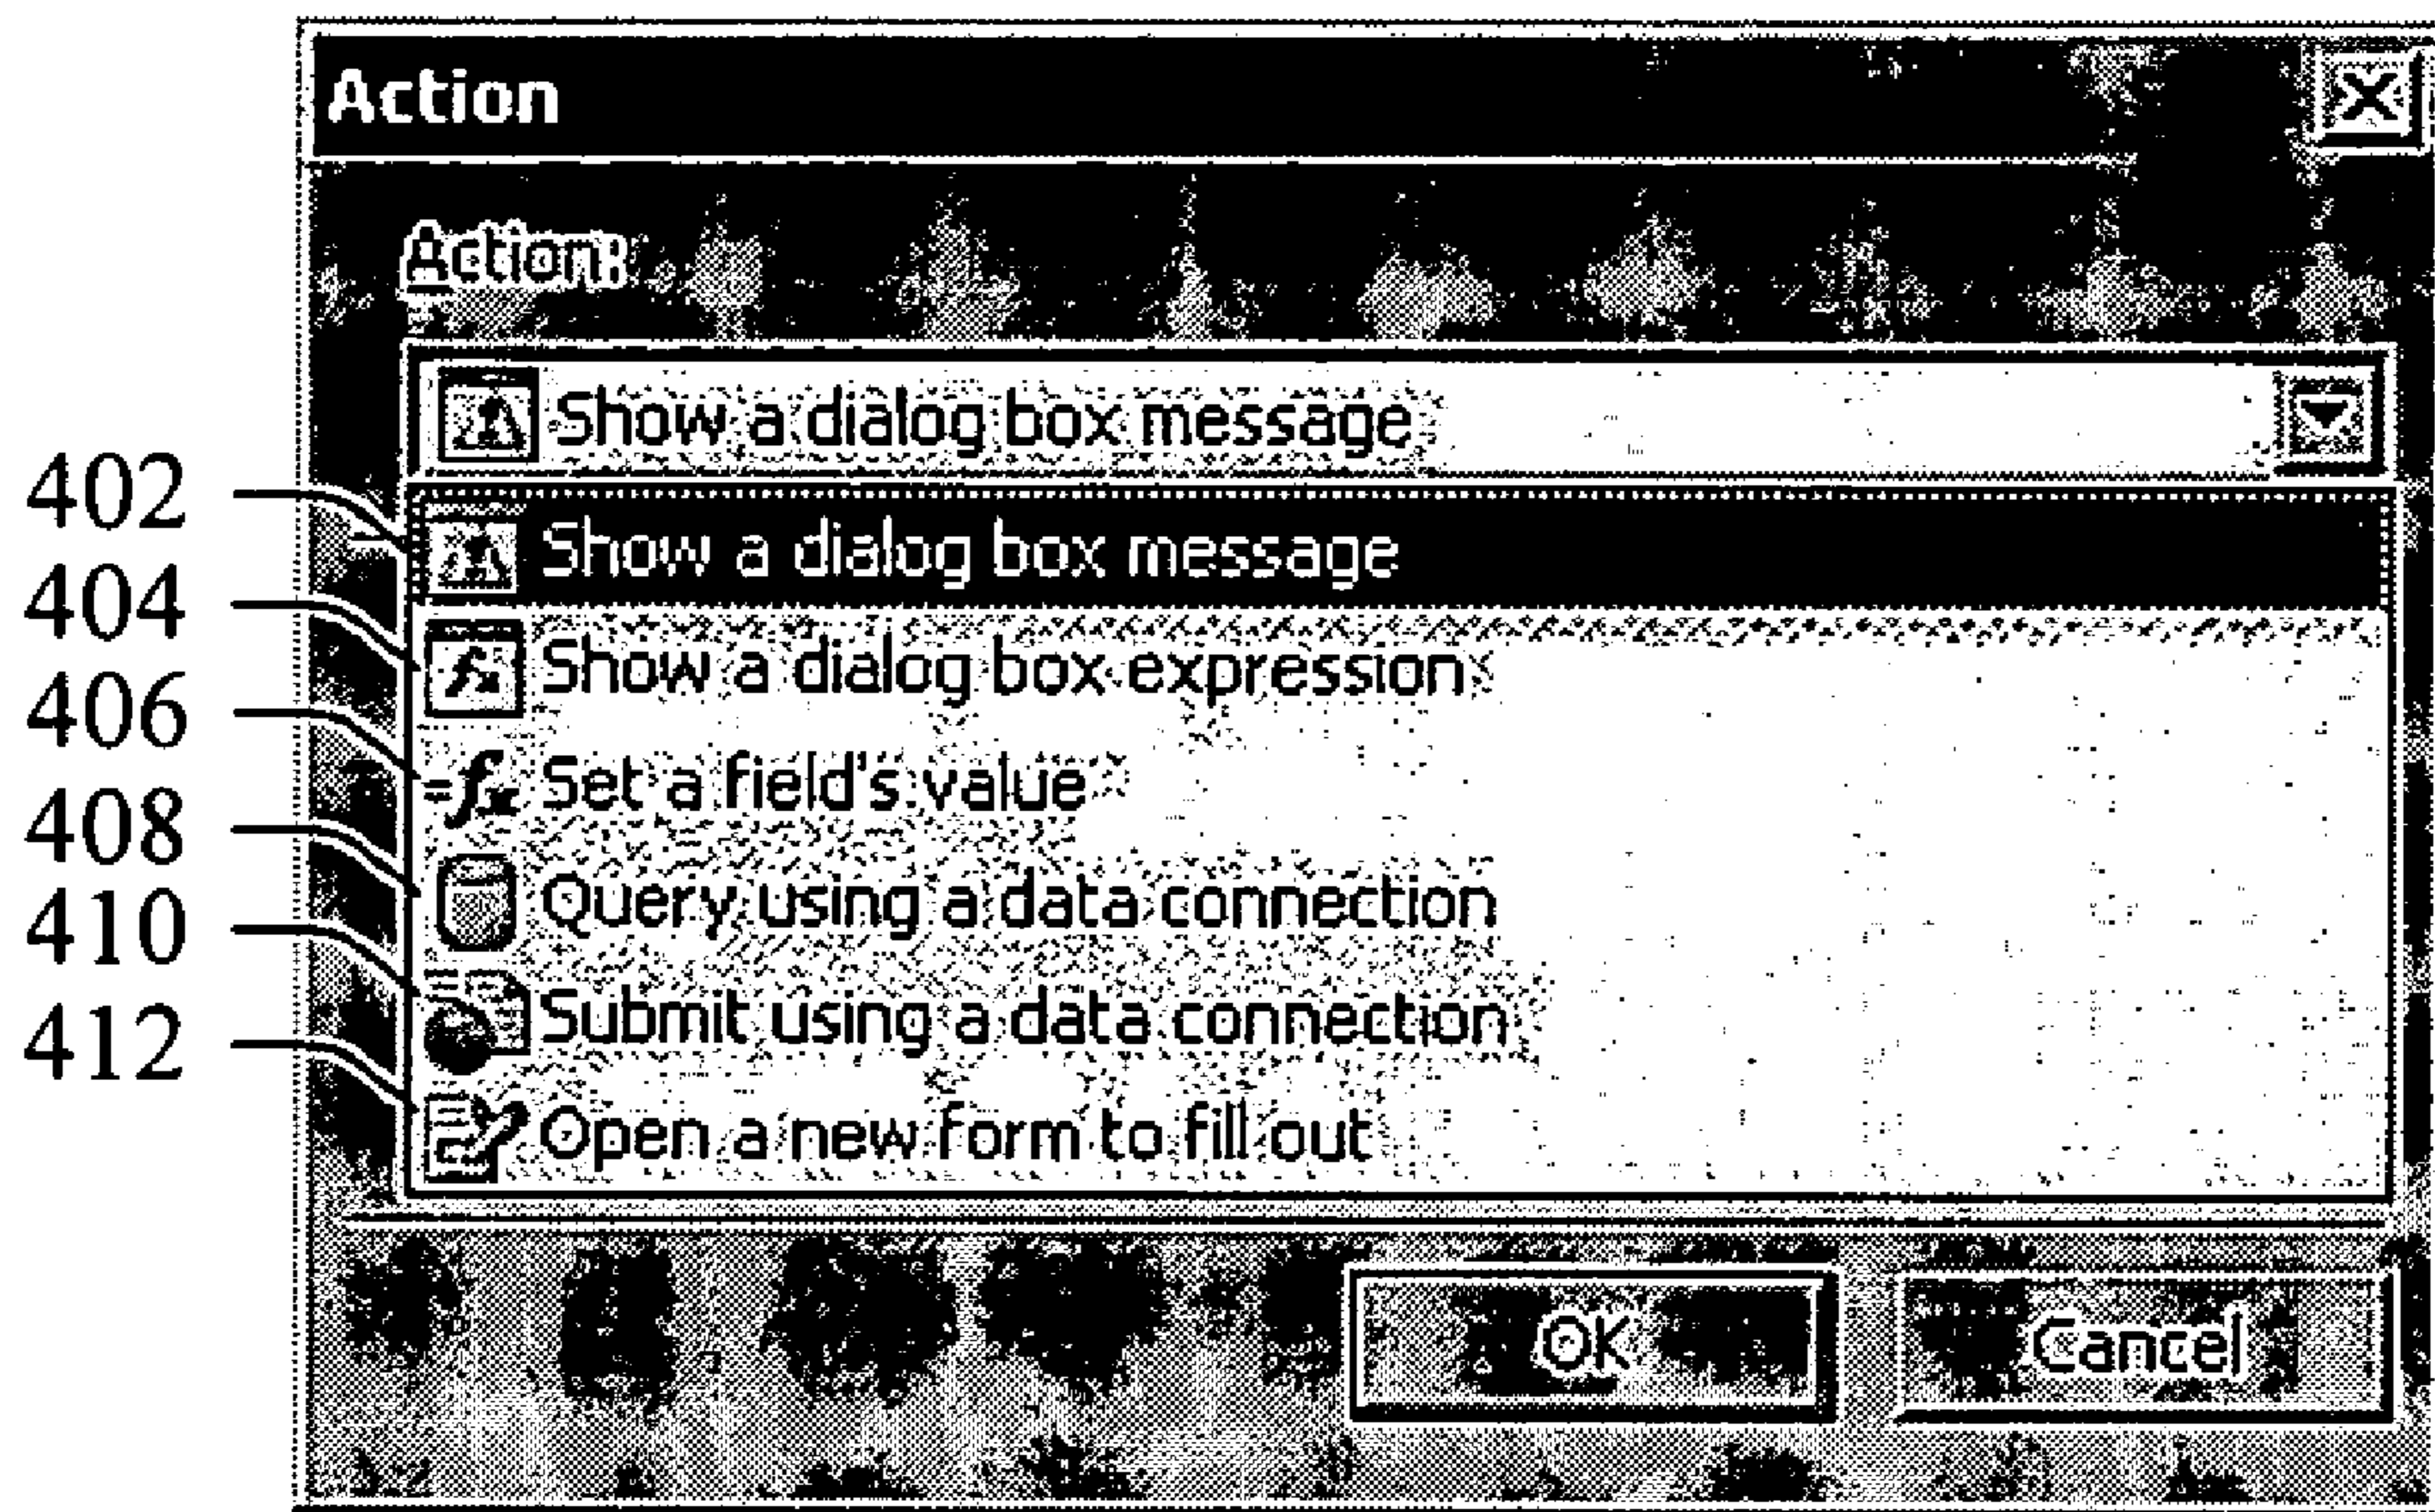 Action
Action:
Show a dialog box message
402 Show a dialog box message
404 Show a dialog box expression
406 =fx Set a field's value
408 Query using a data connection
410 Submit using a data connection
412 Open a new form to fill out
OK Cancel